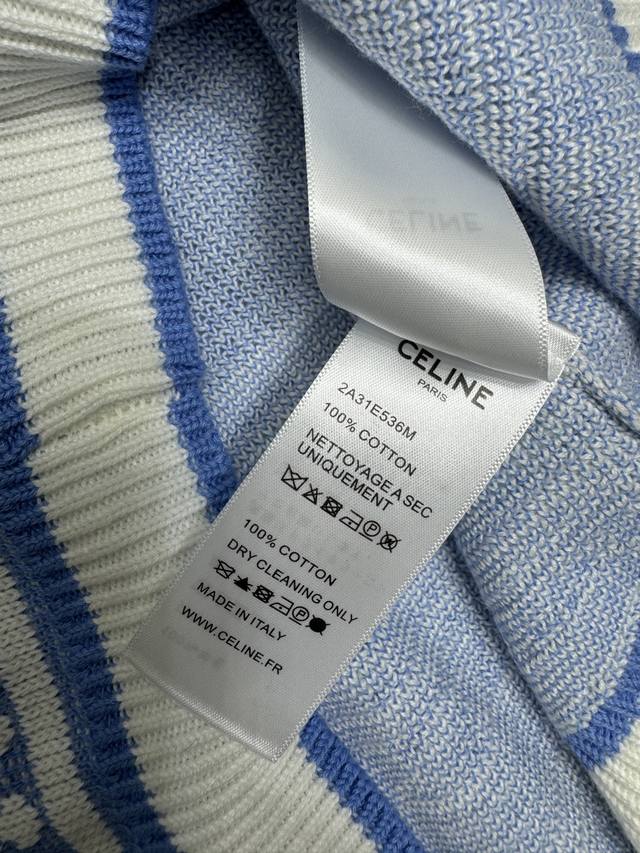 CELINE
CELINE
PARIS
2A31E536M
100% COTTON
NETTOYAGE A SEC
UNIQUEMENT
100% COTTON
DRY CLEANING ONLY
MADE IN ITALY
WWW.CELINE.FR